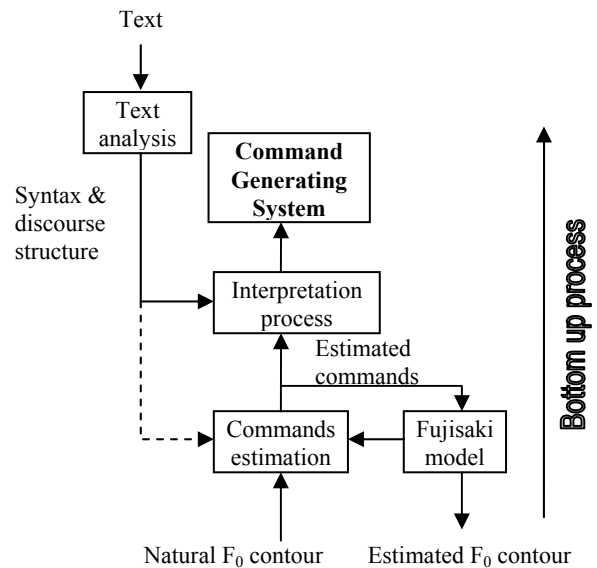 Text
Text
analysis
Command
Generating
System
Syntax &
discourse
structure
Interpretation
process
Estimated
commands
Commands
estimation
Fujisaki
model
Natural F₀ contour
Estimated F₀ contour
Bottom up process